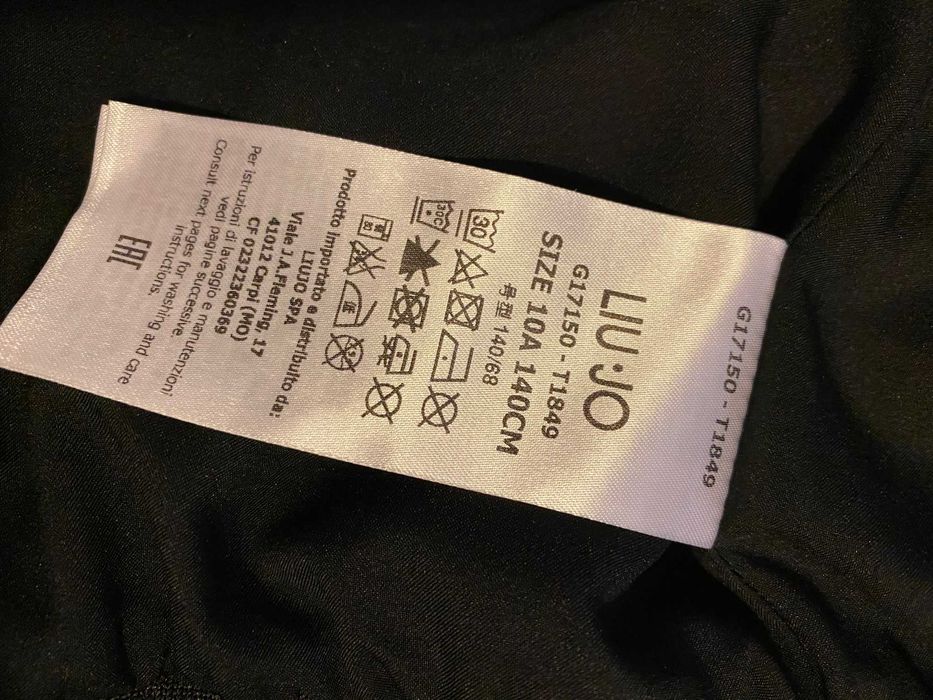 G17150 - T1849
LIU·JO
G17150 - T1849
SIZE 10A 140CM
号型 140/68
30
30C
Prodotto Importato e distribuito da:
LIUJO SPA
Viale J.A.Fleming, 17
41012 Carpi (MO)
CF 02322360369
Per istruzioni di lavaggio e manutenzioni
vedi pagine successive.
Consult next pages for washing and care
instructions.
EAC